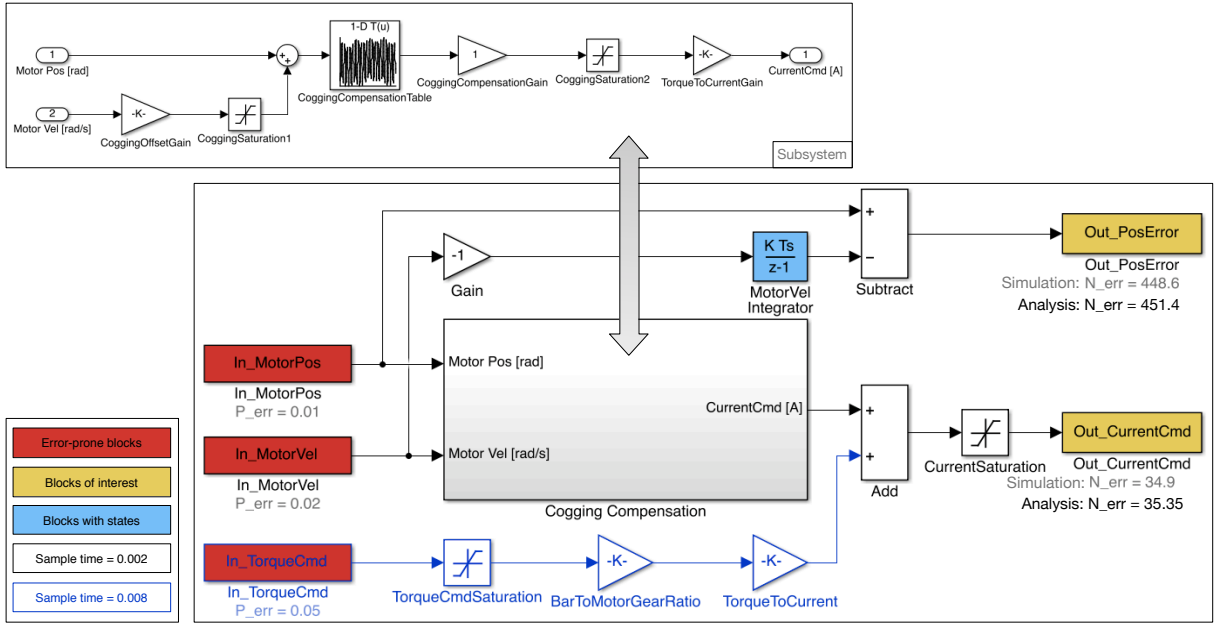 1-D T(u)
1
Motor Pos [rad]
+
+
1
-K-
1
CurrentCmd [A]
CoggingCompensationGain
CoggingSaturation2
TorqueToCurrentGain
CoggingCompensationTable
2
Motor Vel [rad/s]
-K-
CoggingOffsetGain
CoggingSaturation1
Subsystem
+
-1
Gain
K Ts
z-1
MotorVel
Integrator
−
Subtract
Out_PosError
Out_PosError
Simulation: N_err = 448.6
Analysis: N_err = 451.4
In_MotorPos
In_MotorPos
P_err = 0.01
Motor Pos [rad]
CurrentCmd [A]
In_MotorVel
In_MotorVel
P_err = 0.02
Motor Vel [rad/s]
Cogging Compensation
+
+
Add
CurrentSaturation
Out_CurrentCmd
Out_CurrentCmd
Simulation: N_err = 34.9
Analysis: N_err = 35.35
In_TorqueCmd
In_TorqueCmd
P_err = 0.05
TorqueCmdSaturation
-K-
BarToMotorGearRatio
-K-
TorqueToCurrent
Error-prone blocks
Blocks of interest
Blocks with states
Sample time = 0.002
Sample time = 0.008